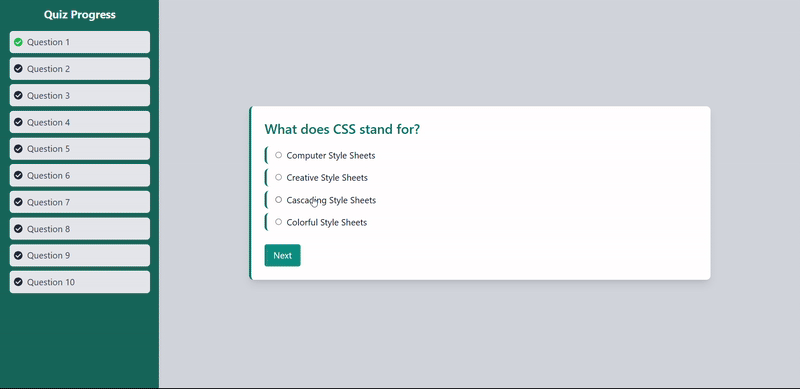 Quiz Progress
Question 1
Question 2
Question 3
Question 4
Question 5
Question 6
Question 7
Question 8
Question 9
Question 10
What does CSS stand for?
Computer Style Sheets
Creative Style Sheets
Cascading Style Sheets
Colorful Style Sheets
Next